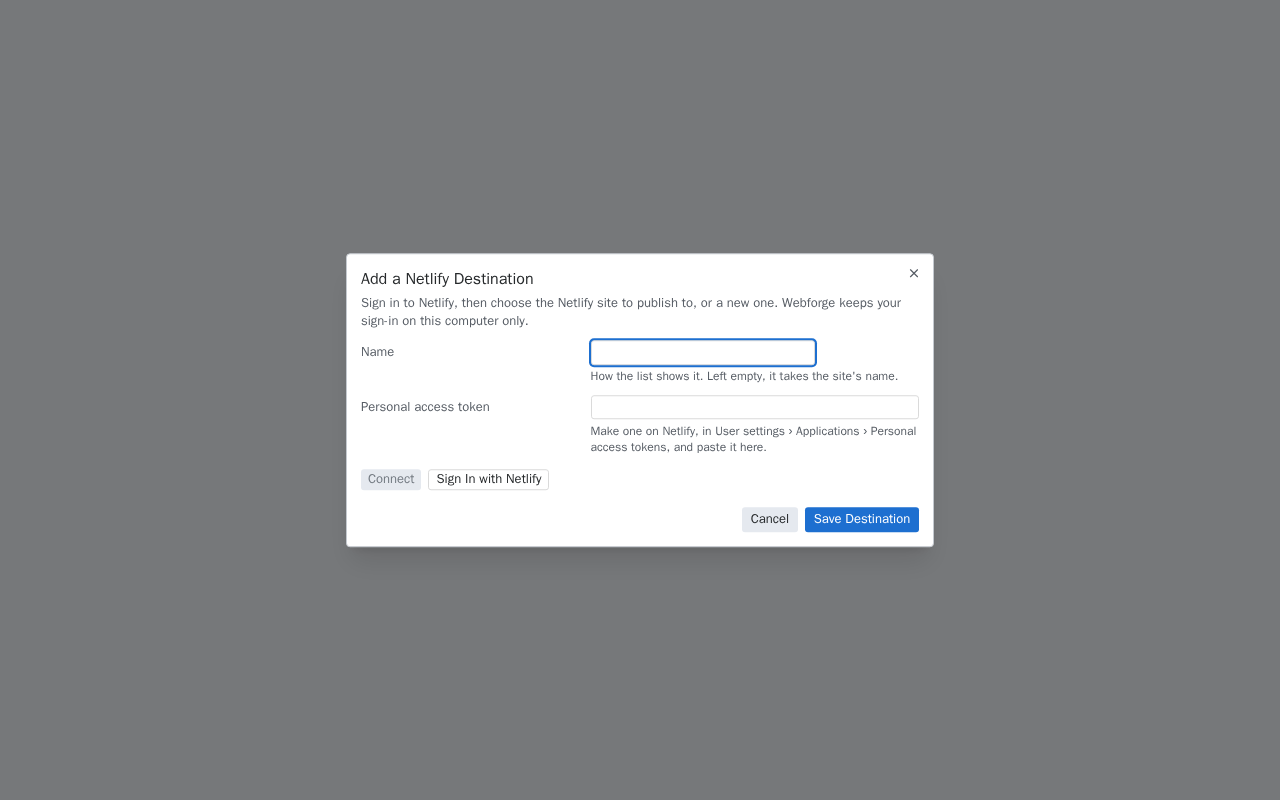 Add a Netlify Destination
Sign in to Netlify, then choose the Netlify site to publish to, or a new one. Webforge keeps your
sign-in on this computer only.
Name
How the list shows it. Left empty, it takes the site's name.
Personal access token
Make one on Netlify, in User settings › Applications › Personal
access tokens, and paste it here.
Connect Sign In with Netlify
Cancel Save Destination